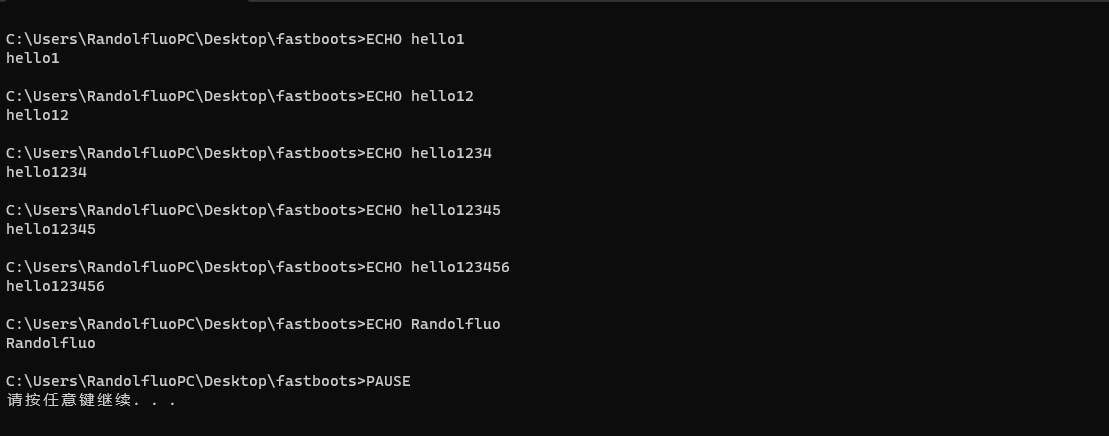 C:\Users\RandolfluoPC\Desktop\fastboots>ECHO hello1
hello1
C:\Users\RandolfluoPC\Desktop\fastboots>ECHO hello12
hello12
C:\Users\RandolfluoPC\Desktop\fastboots>ECHO hello1234
hello1234
C:\Users\RandolfluoPC\Desktop\fastboots>ECHO hello12345
hello12345
C:\Users\RandolfluoPC\Desktop\fastboots>ECHO hello123456
hello123456
C:\Users\RandolfluoPC\Desktop\fastboots>ECHO Randolfluo
Randolfluo
C:\Users\RandolfluoPC\Desktop\fastboots>PAUSE
请按任意键继续. . .